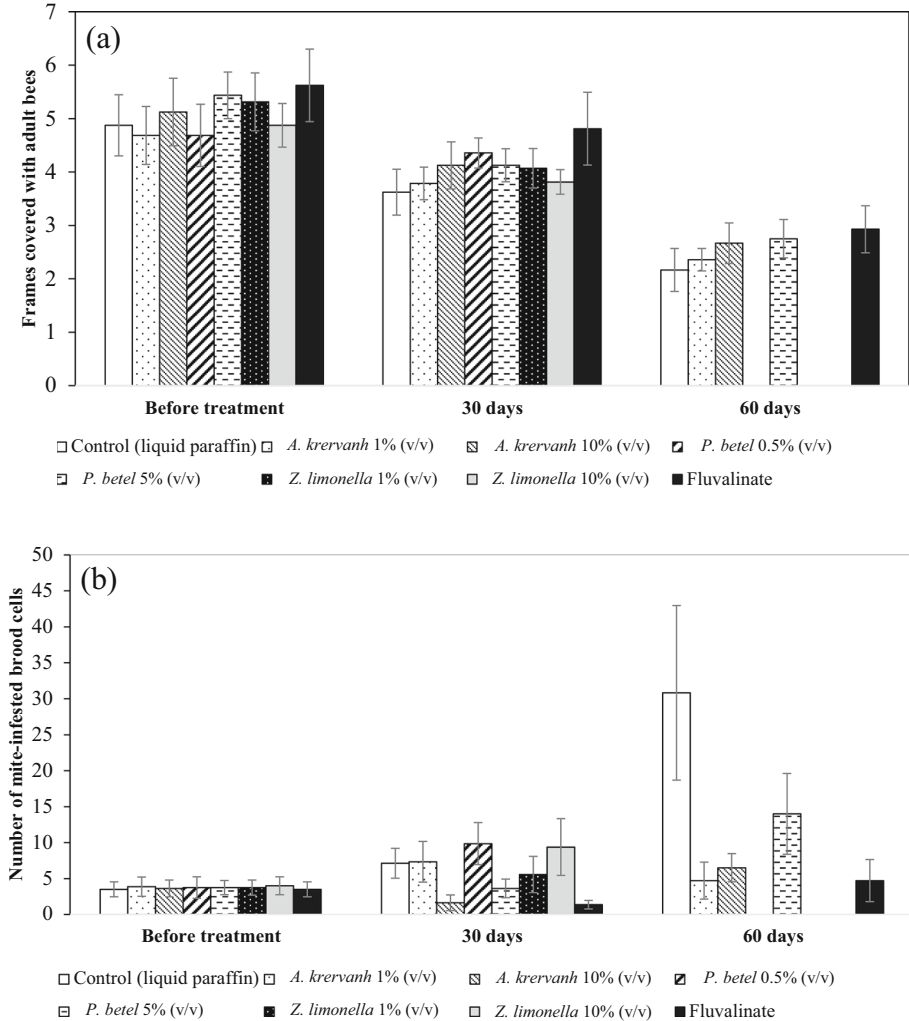 (a)
Frames covered with adult bees
7
6
5
4
3
2
1
0
Before treatment 30 days 60 days
Control (liquid paraffin) A. krervanh 1% (v/v) A. krervanh 10% (v/v) P. betel 0.5% (v/v)
P. betel 5% (v/v) Z. limonella 1% (v/v) Z. limonella 10% (v/v) Fluvalinate
(b)
Number of mite-infested brood cells
50
45
40
35
30
25
20
15
10
5
0
Before treatment 30 days 60 days
Control (liquid paraffin) A. krervanh 1% (v/v) A. krervanh 10% (v/v) P. betel 0.5% (v/v)
P. betel 5% (v/v) Z. limonella 1% (v/v) Z. limonella 10% (v/v) Fluvalinate